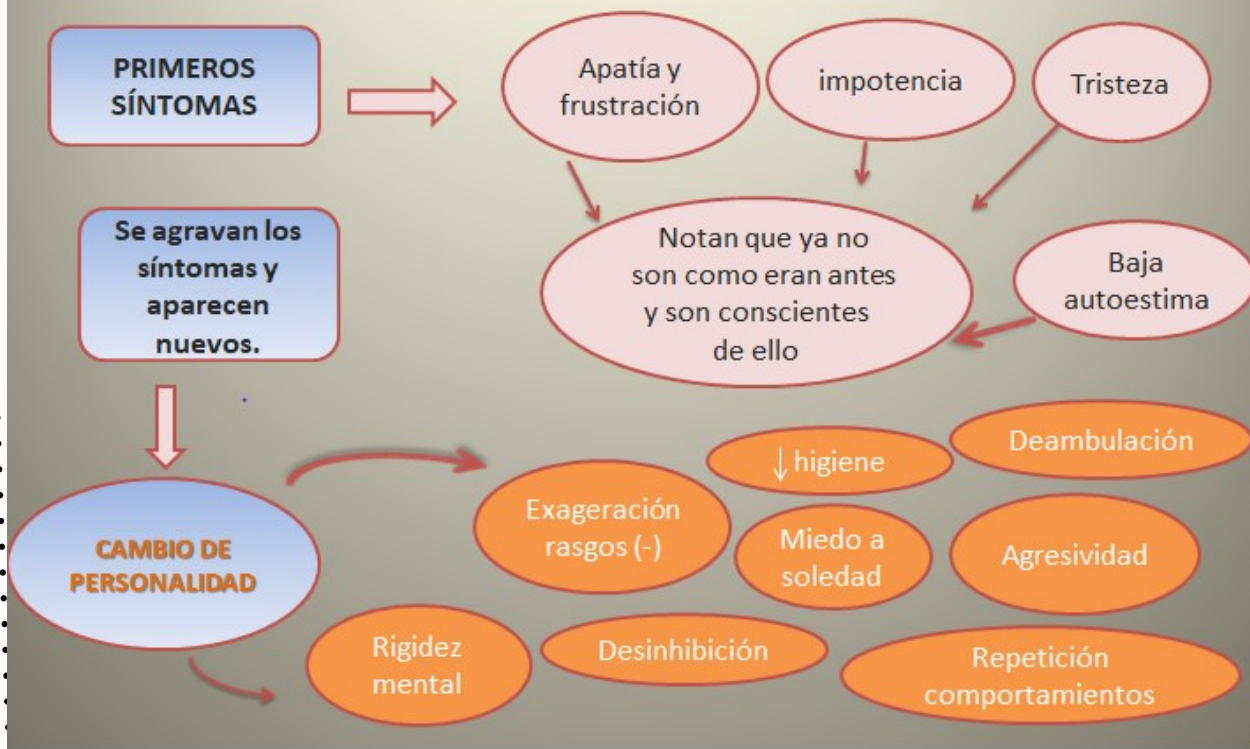 PRIMEROS
SÍNTOMAS
Apatía y
frustración
impotencia
Tristeza
Se agravan los
síntomas y
aparecen
nuevos.
Notan que ya no
son como eran antes
y son conscientes
de ello
Baja
autoestima
CAMBIO DE
PERSONALIDAD
Exageración
rasgos (-)
↓ higiene
Deambulación
Miedo a
soledad
Agresividad
Rigidez
mental
Desinhibición
Repetición
comportamientos